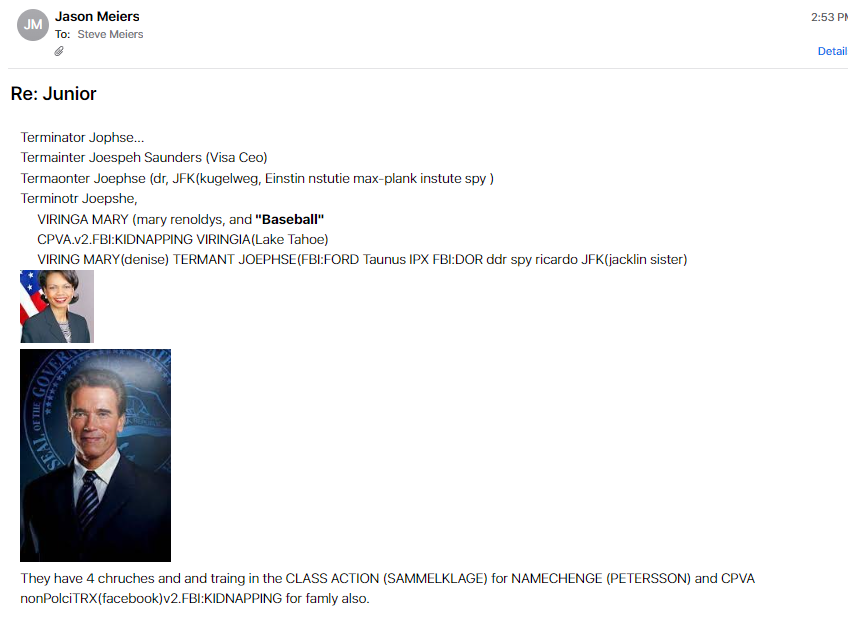 JM
Jason Meiers
2:53 PM
To: Steve Meiers
Detail
Re: Junior
Terminator Jophse...
Termainter Joespeh Saunders (Visa Ceo)
Termaonter Joephse (dr, JFK(kugelweg, Einstin nstutie max-plank instute spy )
Terminotr Joepshe,
VIRINGA MARY (mary renoldys, and "Baseball"
CPVA.v2.FBI:KIDNAPPING VIRINGIA(Lake Tahoe)
VIRING MARY(denise) TERMANT JOEPHSE(FBI:FORD Taunus IPX FBI:DOR ddr spy ricardo JFK(jacklin sister)
SEAL OF THE GOVERNO
They have 4 chruches and and traing in the CLASS ACTION (SAMMELKLAGE) for NAMECHENGE (PETERSSON) and CPVA
nonPolciTRX(facebook)v2.FBI:KIDNAPPING for famly also.